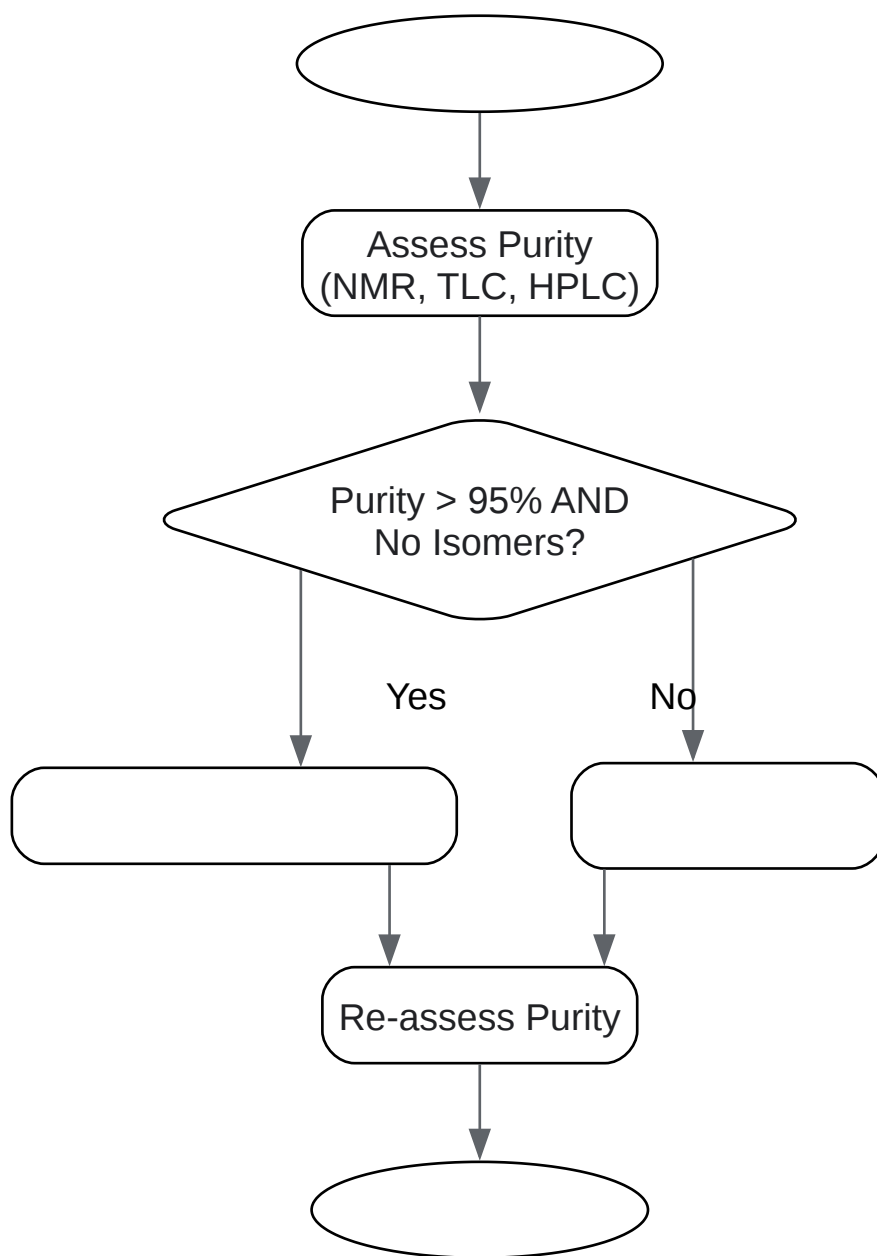 Assess Purity
(NMR, TLC, HPLC)
Purity > 95% AND
No Isomers?
Yes
No
Re-assess Purity